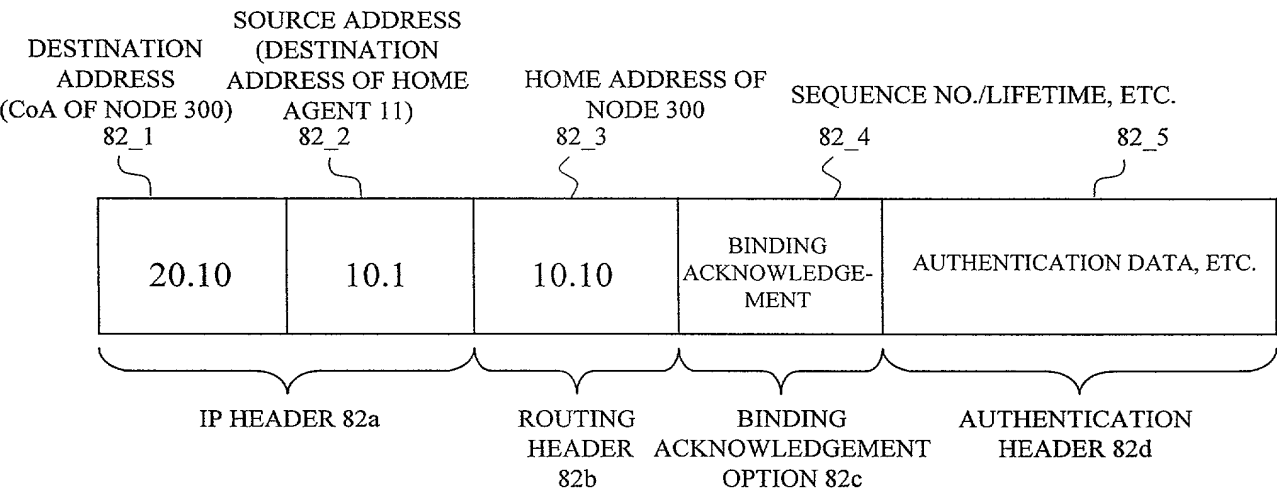 DESTINATION
ADDRESS
(CoA OF NODE 300)
82_1
SOURCE ADDRESS
(DESTINATION
ADDRESS OF HOME
AGENT 11)
82_2
HOME ADDRESS OF
NODE 300
82_3
SEQUENCE NO./LIFETIME, ETC.
82_4
82_5
20.10
10.1
10.10
BINDING
ACKNOWLEDGE-
MENT
AUTHENTICATION DATA, ETC.
IP HEADER 82a
ROUTING
HEADER
82b
BINDING
ACKNOWLEDGEMENT
OPTION 82c
AUTHENTICATION
HEADER 82d